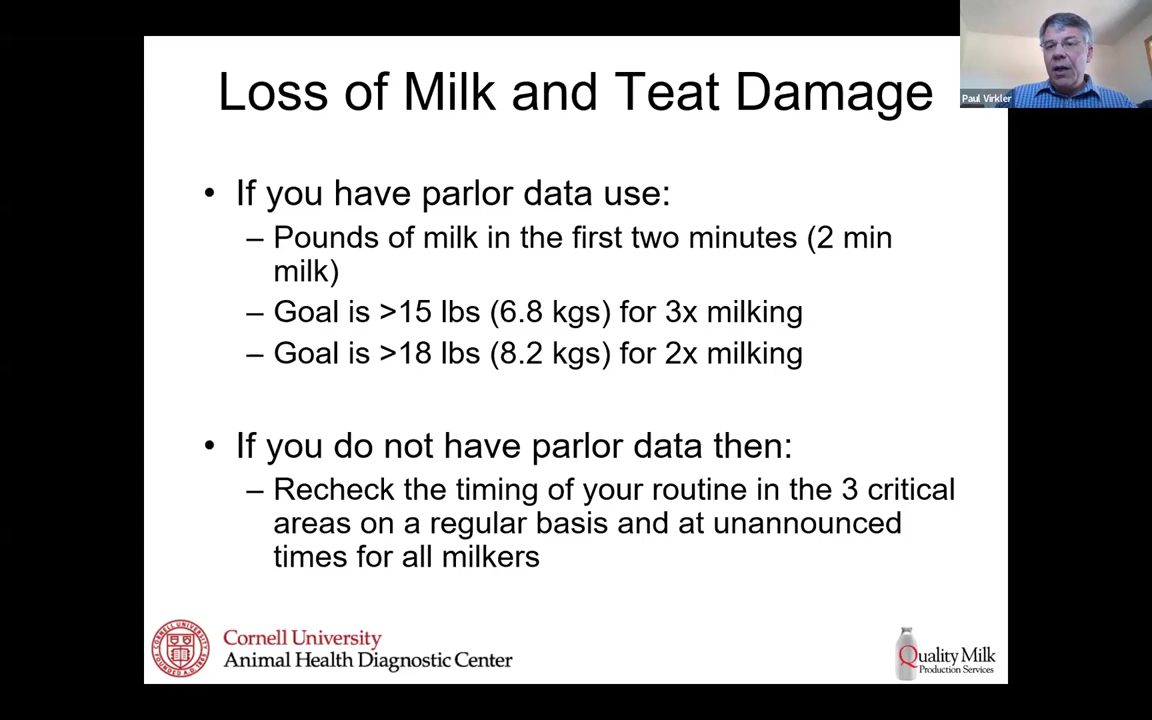 Loss of Milk and Teat Damage
Paul Virkler
• If you have parlor data use:
– Pounds of milk in the first two minutes (2 min
milk)
– Goal is >15 lbs (6.8 kgs) for 3x milking
– Goal is >18 lbs (8.2 kgs) for 2x milking
• If you do not have parlor data then:
– Recheck the timing of your routine in the 3 critical
areas on a regular basis and at unannounced
times for all milkers
Cornell University
Animal Health Diagnostic Center
Quality Milk
Production Services